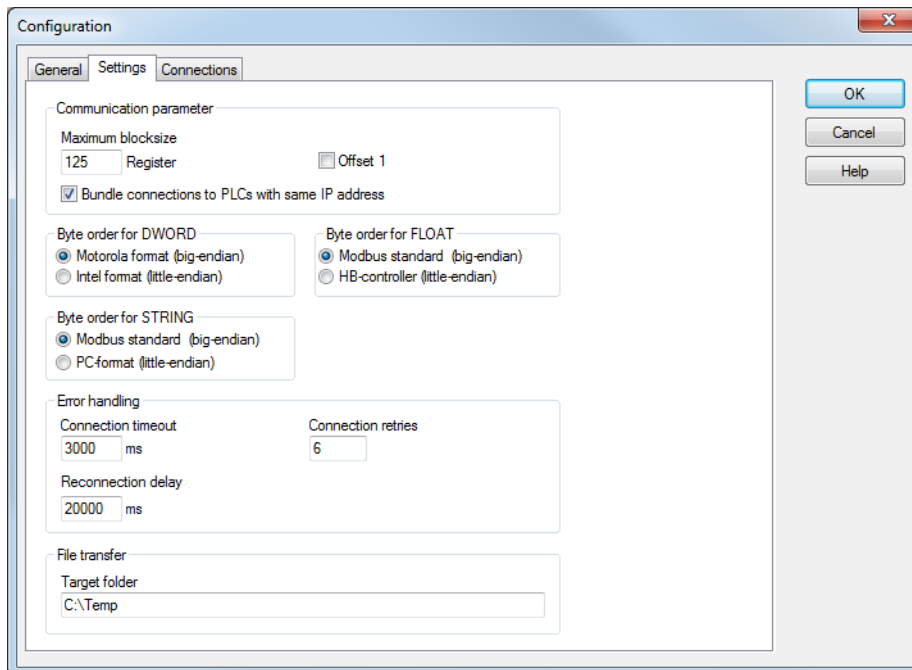 Configuration
General Settings Connections
OK
Cancel
Help
Communication parameter
Maximum blocksize
125 Register Offset 1
Bundle connections to PLCs with same IP address
Byte order for DWORD
Motorola format (big-endian)
Intel format (little-endian)
Byte order for FLOAT
Modbus standard (big-endian)
HB-controller (little-endian)
Byte order for STRING
Modbus standard (big-endian)
PC-format (little-endian)
Error handling
Connection timeout
3000 ms
Connection retries
6
Reconnection delay
20000 ms
File transfer
Target folder
C:\Temp